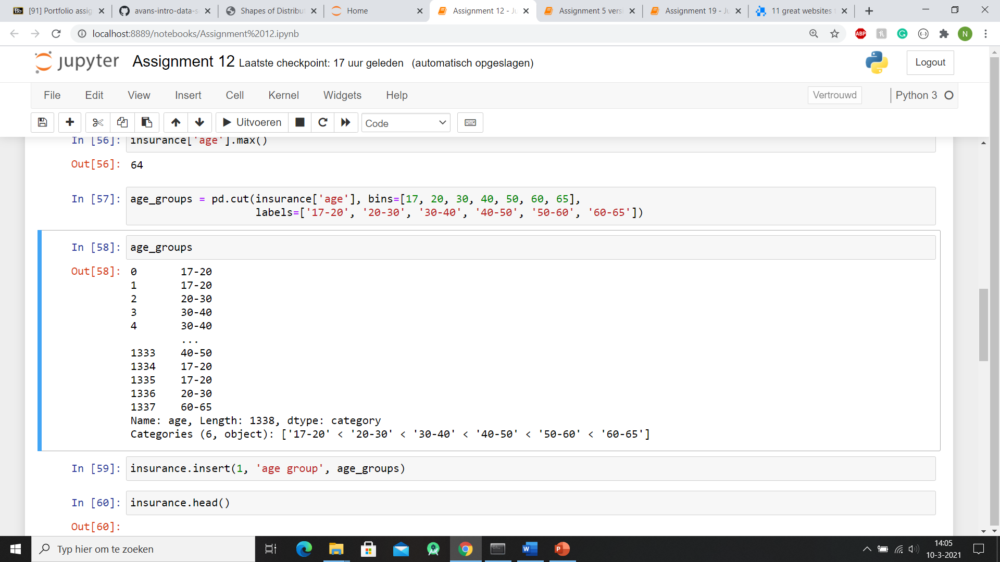 [91] Portfolio assig
avans-intro-data-s
Shapes of Distribut
Home
Assignment 12 - Ju
Assignment 5 versi
Assignment 19 - Ju
11 great websites
localhost:8889/notebooks/Assignment%2012.ipynb
ABP
N
jupyter Assignment 12 Laatste checkpoint: 17 uur geleden (automatisch opgeslagen)
Logout
File Edit View Insert Cell Kernel Widgets Help
Vertrouwd
Python 3
Uitvoeren
Code
In [56]: insurance['age'].max()
Out[56]: 64
In [57]: age_groups = pd.cut(insurance['age'], bins=[17, 20, 30, 40, 50, 60, 65],
labels=['17-20', '20-30', '30-40', '40-50', '50-60', '60-65'])
In [58]: age_groups
Out[58]: 0 17-20
1 17-20
2 20-30
3 30-40
4 30-40
...
1333 40-50
1334 17-20
1335 17-20
1336 20-30
1337 60-65
Name: age, Length: 1338, dtype: category
Categories (6, object): ['17-20' < '20-30' < '30-40' < '40-50' < '50-60' < '60-65']
In [59]: insurance.insert(1, 'age group', age_groups)
In [60]: insurance.head()
Out[60]:
Typ hier om te zoeken
14:05
10-3-2021